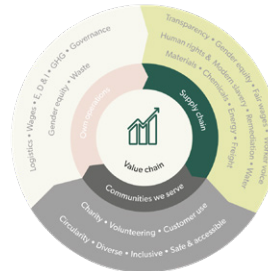 Logistics • Wages • E, D & I • GHG • Governance
Gender equity • Waste
Own operations
Transparency • Gender equity • Fair wages • Worker voice
Human rights & Modern slavery • Remediation • Water
Materials • Chemicals • Energy • Freight
Supply chain
Value chain
Communities we serve
Charity • Volunteering • Customer use
Circularity • Diverse • Inclusive • Safe & accessible